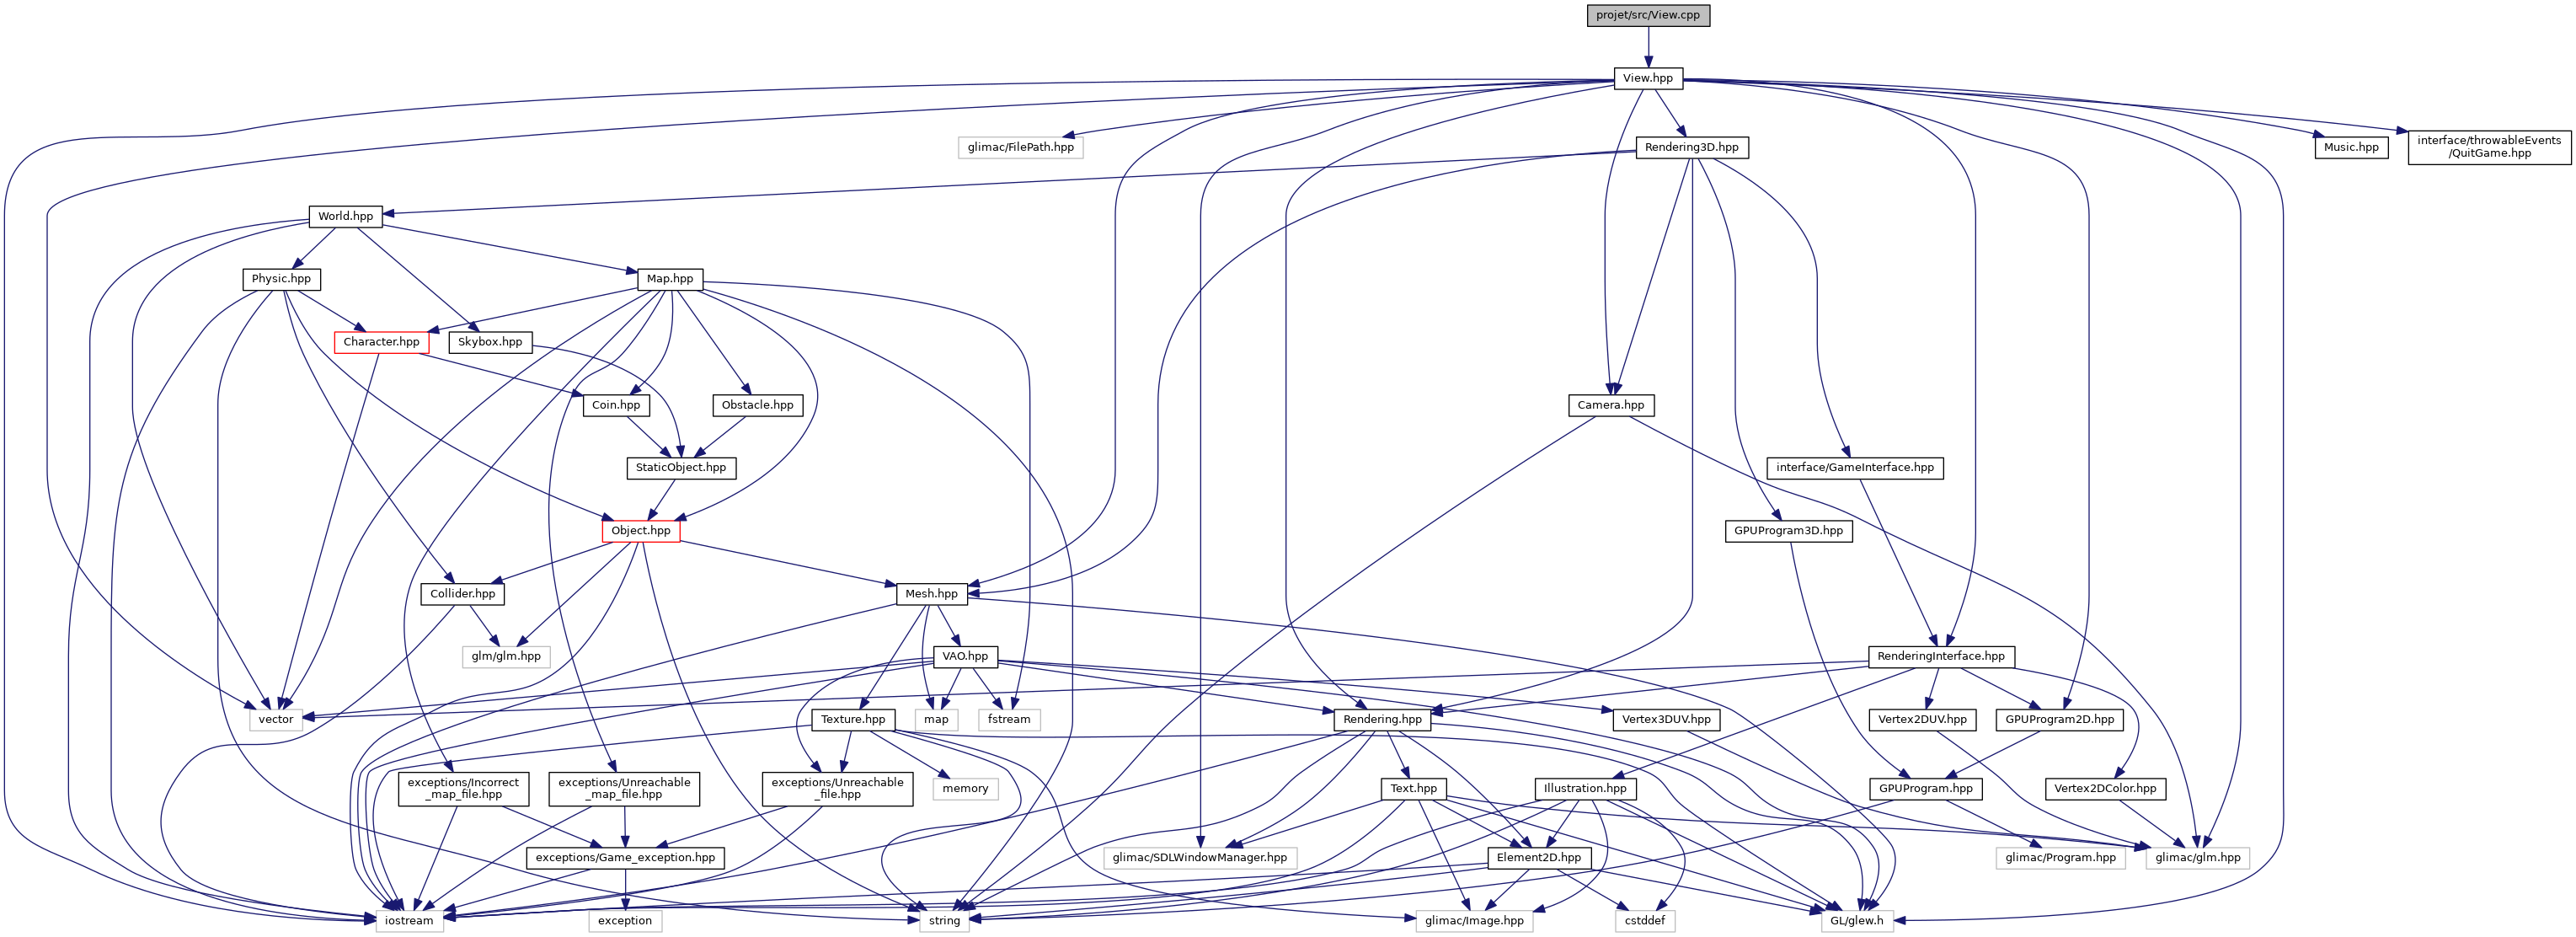 projet/src/View.cpp
View.hpp
glimac/FilePath.hpp
Rendering3D.hpp
Music.hpp
interface/throwableEvents
/QuitGame.hpp
World.hpp
Physic.hpp
Map.hpp
Character.hpp
Skybox.hpp
Coin.hpp
Obstacle.hpp
Camera.hpp
StaticObject.hpp
interface/GameInterface.hpp
Object.hpp
GPUProgram3D.hpp
Collider.hpp
Mesh.hpp
glm/glm.hpp
VAO.hpp
RenderingInterface.hpp
vector
Texture.hpp
map
fstream
Rendering.hpp
Vertex3DUV.hpp
Vertex2DUV.hpp
GPUProgram2D.hpp
exceptions/Incorrect
_map_file.hpp
exceptions/Unreachable
_map_file.hpp
exceptions/Unreachable
_file.hpp
memory
Text.hpp
Illustration.hpp
GPUProgram.hpp
Vertex2DColor.hpp
exceptions/Game_exception.hpp
glimac/SDLWindowManager.hpp
Element2D.hpp
glimac/Program.hpp
glimac/glm.hpp
iostream
exception
string
glimac/Image.hpp
cstddef
GL/glew.h